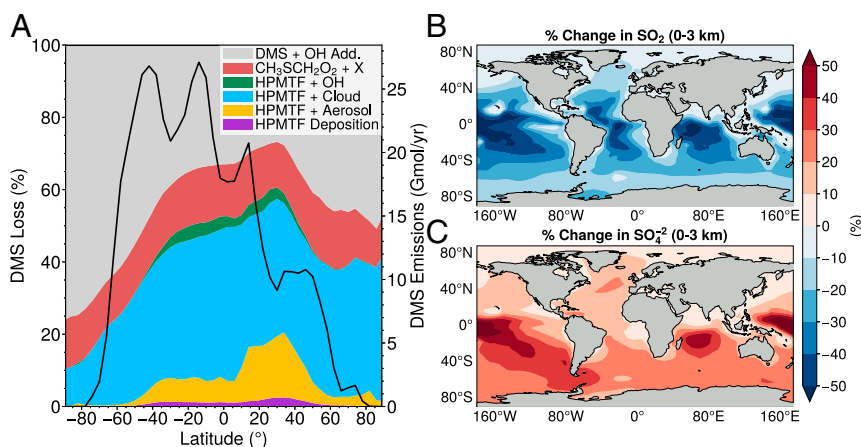 A
100
80
60
40
20
0
DMS Loss (%)
−80 −60 −40 −20 0 20 40 60 80
Latitude (°)
25
20
15
10
5
0
DMS Emissions (Gmol/yr)
DMS + OH Add.
CH₃SCH₂O₂ + X
HPMTF + OH
HPMTF + Cloud
HPMTF + Aerosol
HPMTF Deposition
B
% Change in SO₂ (0-3 km)
80°N
40°N
0°
40°S
80°S
160°W 80°W 0° 80°E 160°E
C
% Change in SO₄⁻² (0-3 km)
80°N
40°N
0°
40°S
80°S
160°W 80°W 0° 80°E 160°E
50
40
30
20
10
0
−10
−20
−30
−40
−50
(%)